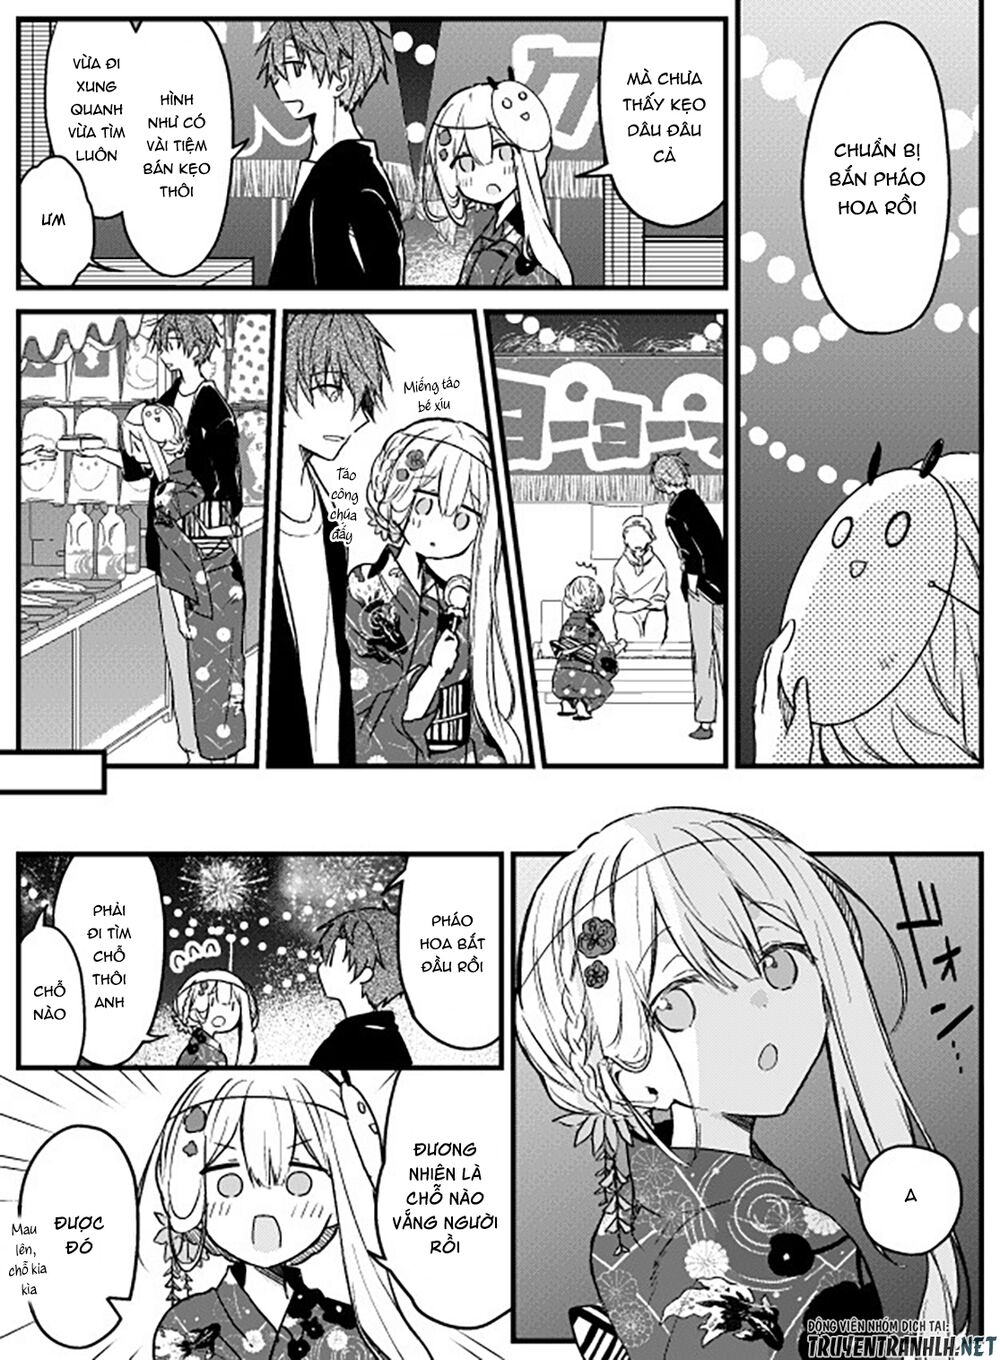 CHUẨN BỊ
BẮN PHÁO
HOA RỒI
MÀ CHƯA
THẤY KẸO
DÂU ĐÂU
CẢ
HÌNH
NHƯ CÓ
VÀI TIỆM
BÁN KẸO
THÔI
VỪA ĐI
XUNG
QUANH
VỪA TÌM
LUÔN
ƯM
ヨーヨー
Miếng táo
bé xíu
Táo
công
chúa
đấy
A
PHÁO
HOA BẮT
ĐẦU RỒI
PHẢI
ĐI TÌM
CHỖ
THÔI
ANH
CHỖ
NÀO
ĐƯƠNG
NHIÊN LÀ
CHỖ NÀO
VẮNG NGƯỜI
RỒI
ĐƯỢC
ĐÓ
Mau
lên,
chỗ kia
kìa
ĐỘNG VIÊN NHÓM DỊCH TẠI:
TRUYENTRANHLH.NET